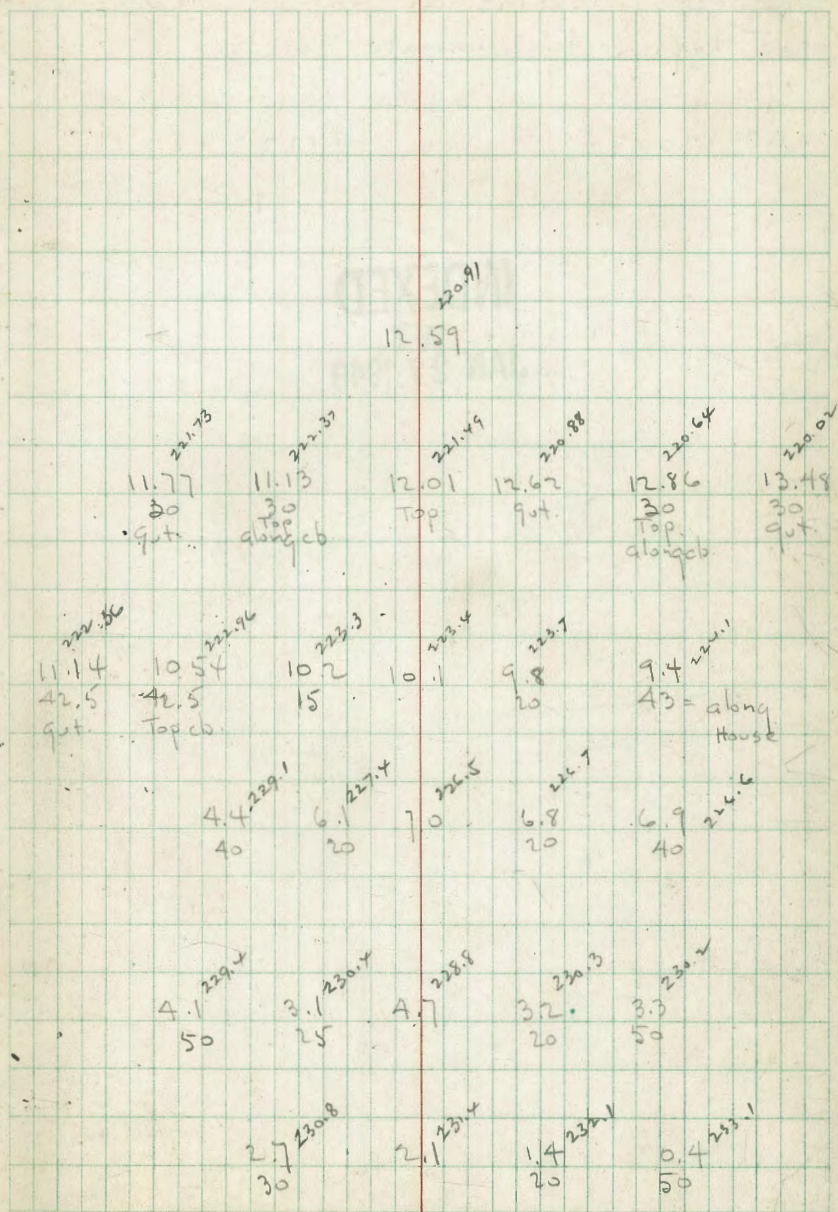 220.91
12.59
221.73 222.37 221.49 220.88 220.64 220.02
11.77 11.13 12.01 12.62 12.86 13.48
30 30 Top gut. 30 30
gut. Top Top gut.
along cb along cb
222.36 222.96 223.3 223.4 223.7 224.1
11.14 10.54 10.2 10.1 9.8 9.4
42.5 42.5 15 20 43 = along
gut. Top cb. House
229.1 227.4 226.5 226.7 226.6
4.4 6.1 7.0 6.8 6.9
40 20 20 40
229.4 230.4 228.8 230.3 230.2
4.1 3.1 4.7 3.2 3.3
50 25 20 50
230.8 231.4 232.1 233.1
2.7 2.1 1.4 0.4
30 20 50